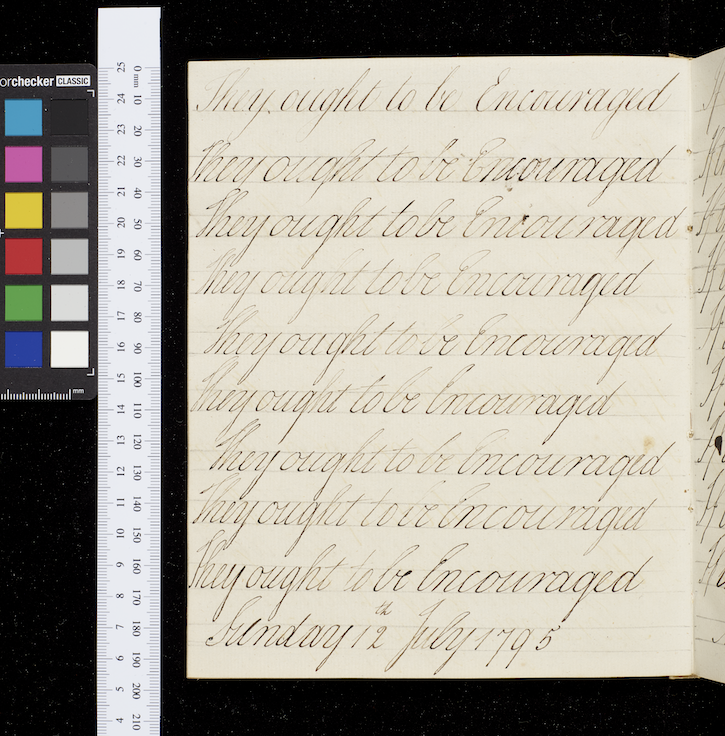 They ought to be Encouraged
They ought to be Encouraged
They ought to be Encouraged
They ought to be Encouraged
They ought to be Encouraged
They ought to be Encouraged
They ought to be Encouraged
They ought to be Encouraged
They ought to be Encouraged
Sunday 12th July 1795
orchecker CLASSIC
mm
25 24 23 22 21 20 19 18 17 16 15 14 13 12 11 10 9 8 7 6 5 4
0 mm 10 20 30 40 50 60 70 80 90 100 110 120 130 140 150 160 170 180 190 200 210